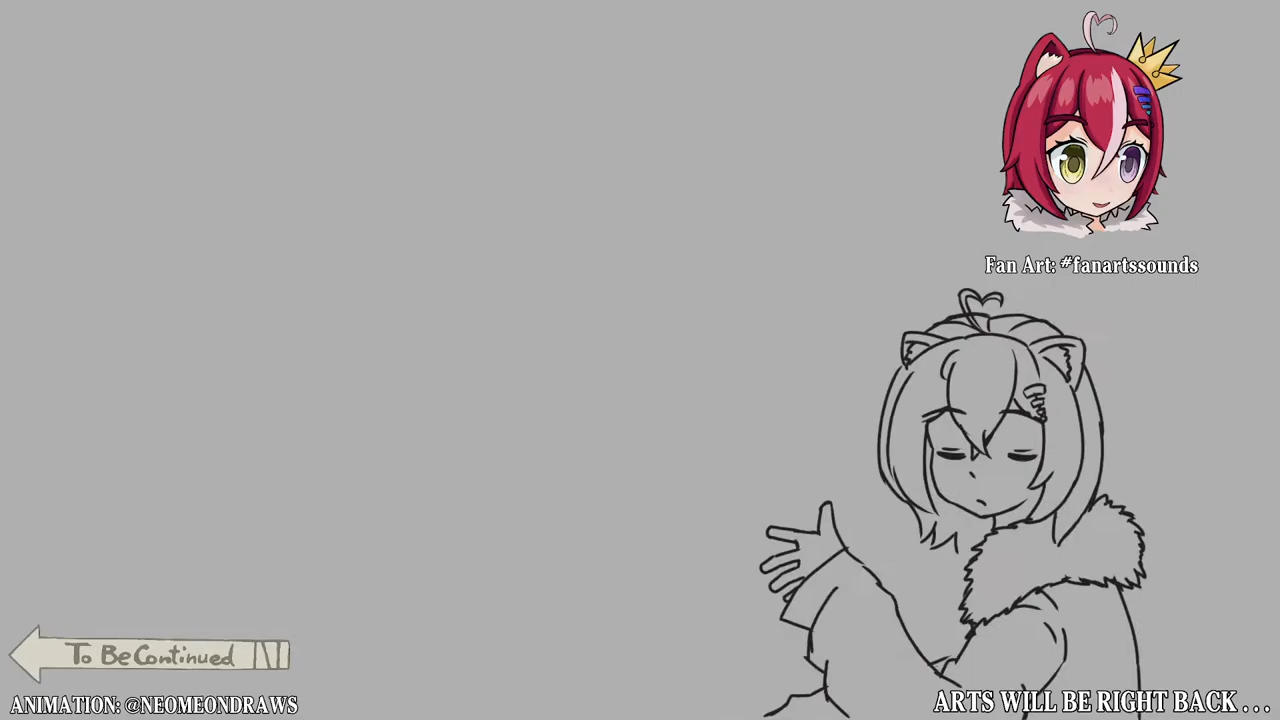 Fan Art: #fanartssounds
To Be Continued
ANIMATION: @NEOMEONDRAWS
ARTS WILL BE RIGHT BACK . . .